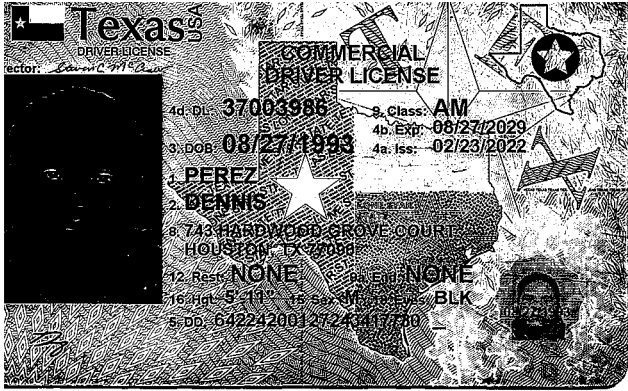 Texas USA
DRIVER LICENSE
COMMERCIAL
DRIVER LICENSE
4d. DL: 37003986 9. Class: AM
4b. Exp: 08/27/2029
3. DOB 08/27/1993 4a. Iss: 02/23/2022
1. PEREZ
2. DENNIS
8. 743 HARDWOOD GROVE COURT
HOUSTON, TX
12. Rest: NONE 9a. End: NONE
16. Hgt: 5'-11" 15. Sex: M 18. Eyes: BLK
5. DD: